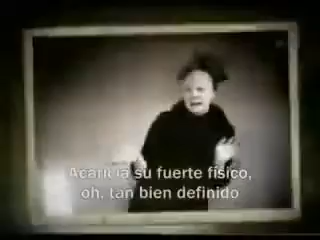 Acaricia su fuerte físico,
oh, tan bien definido